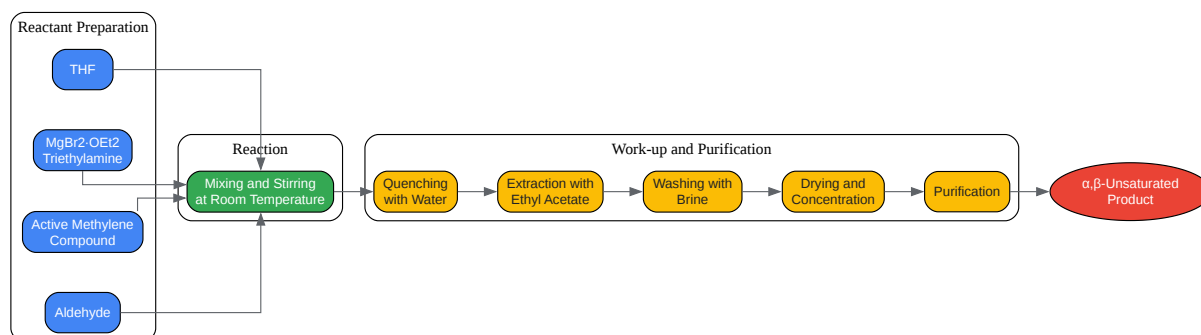 Reactant Preparation
THF
MgBr2·OEt2
Triethylamine
Active Methylene
Compound
Aldehyde
Reaction
Mixing and Stirring
at Room Temperature
Work-up and Purification
Quenching
with Water
Extraction with
Ethyl Acetate
Washing with
Brine
Drying and
Concentration
Purification
α,β-Unsaturated
Product